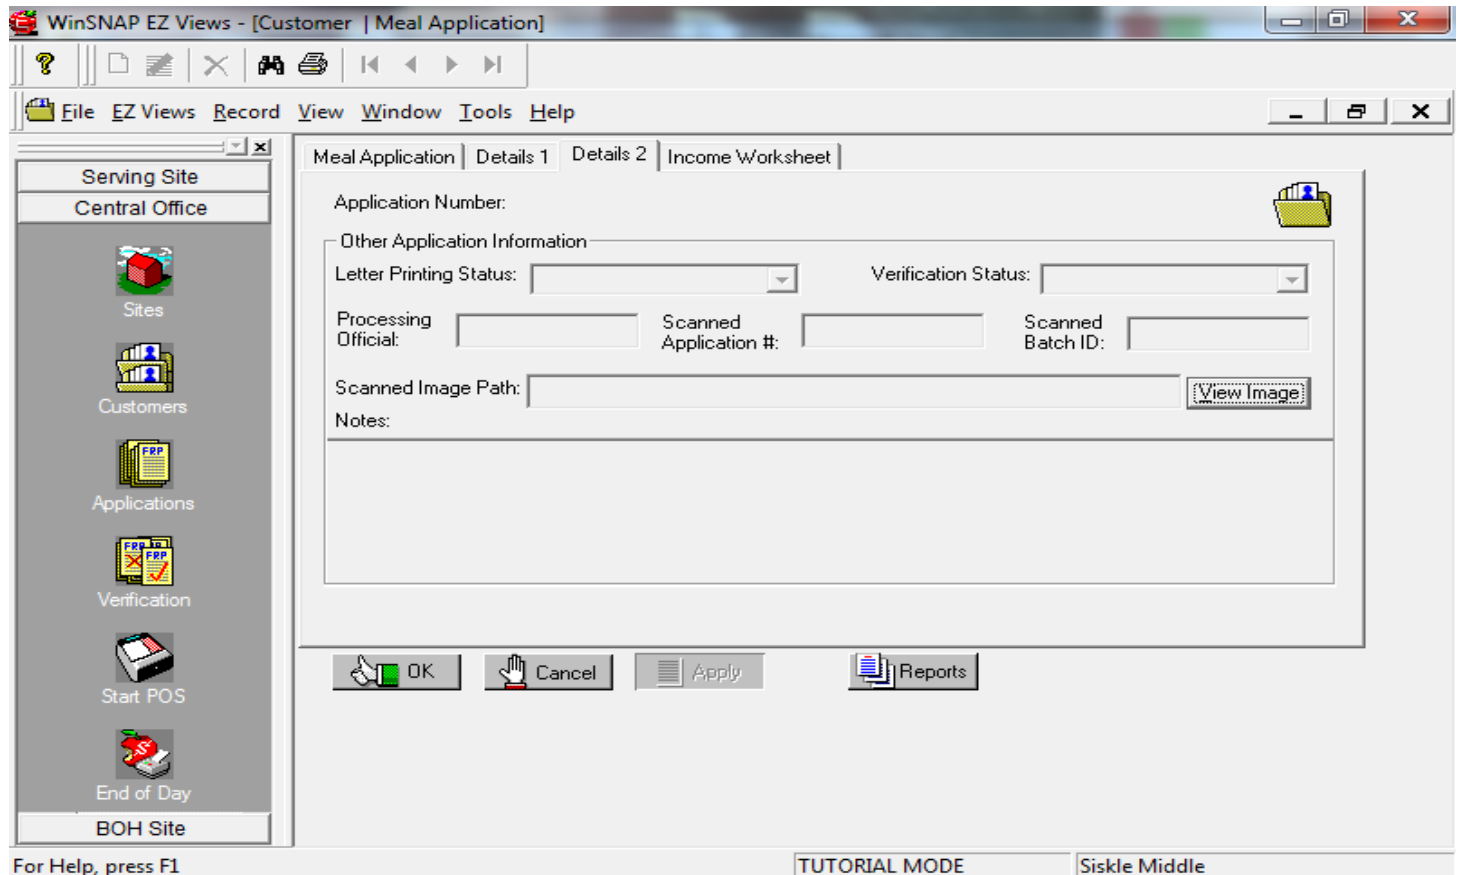 WinSNAP EZ Views - [Customer | Meal Application]
File EZ Views Record View Window Tools Help
Serving Site
Central Office
Sites
Customers
FRP
Applications
FRP
FRP
Verification
Start POS
End of Day
BOH Site
Meal Application Details 1 Details 2 Income Worksheet
Application Number:
Other Application Information
Letter Printing Status: Verification Status:
Processing Official: Scanned Application #: Scanned Batch ID:
Scanned Image Path: View Image
Notes:
OK Cancel Apply Reports
For Help, press F1 TUTORIAL MODE Siskle Middle